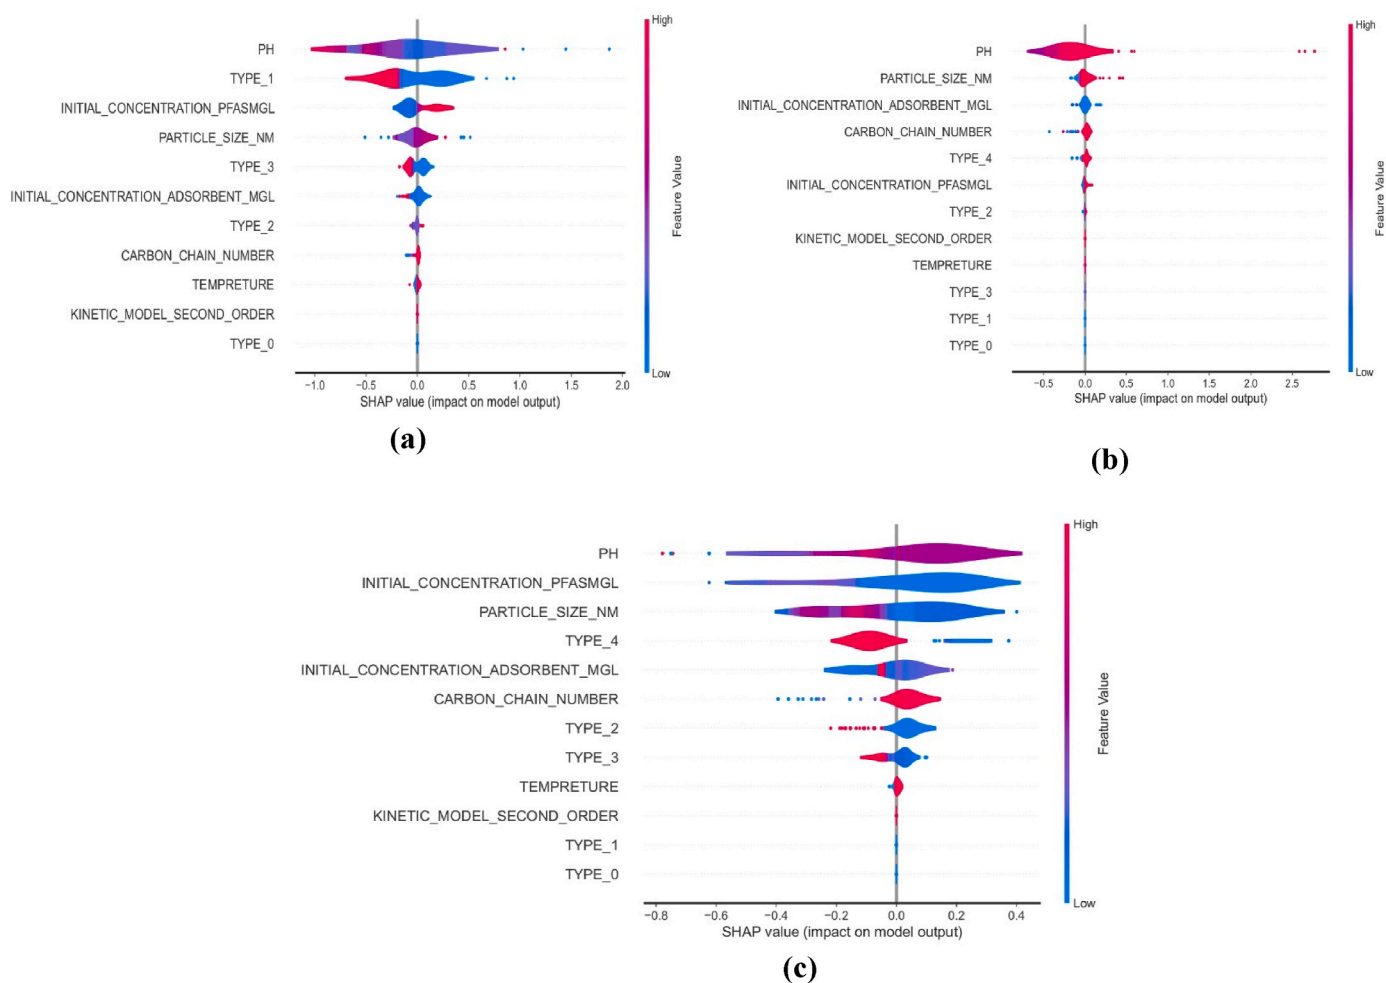 High
PH
TYPE_1
INITIAL_CONCENTRATION_PFASMGL
PARTICLE_SIZE_NM
TYPE_3
INITIAL_CONCENTRATION_ADSORBENT_MGL
TYPE_2
CARBON_CHAIN_NUMBER
TEMPRETURE
KINETIC_MODEL_SECOND_ORDER
TYPE_0
Feature Value
Low
−1.0 −0.5 0.0 0.5 1.0 1.5 2.0
SHAP value (impact on model output)
(a)
High
PH
PARTICLE_SIZE_NM
INITIAL_CONCENTRATION_ADSORBENT_MGL
CARBON_CHAIN_NUMBER
TYPE_4
INITIAL_CONCENTRATION_PFASMGL
TYPE_2
KINETIC_MODEL_SECOND_ORDER
TEMPRETURE
TYPE_3
TYPE_1
TYPE_0
Feature Value
Low
−0.5 0.0 0.5 1.0 1.5 2.0 2.5
SHAP value (impact on model output)
(b)
High
PH
INITIAL_CONCENTRATION_PFASMGL
PARTICLE_SIZE_NM
TYPE_4
INITIAL_CONCENTRATION_ADSORBENT_MGL
CARBON_CHAIN_NUMBER
TYPE_2
TYPE_3
TEMPRETURE
KINETIC_MODEL_SECOND_ORDER
TYPE_1
TYPE_0
Feature Value
Low
−0.8 −0.6 −0.4 −0.2 0.0 0.2 0.4
SHAP value (impact on model output)
(c)